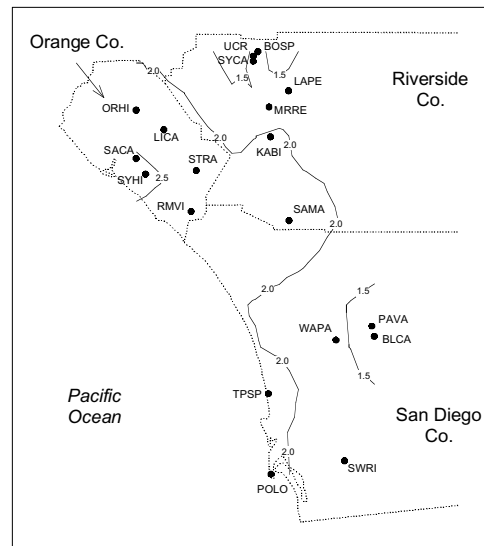 UCR BOSP
Orange Co.
2.0
SYCA
1.5
1.5
Riverside
Co.
LAPE
ORHI
MRRE
LICA
2.0
2.0
KABI
SACA
STRA
SYHI
2.5
RMVI
SAMA
2.0
2.0
1.5
PAVA
WAPA
BLCA
2.0
1.5
Pacific
Ocean
TPSP
San Diego
Co.
2.0
SWRI
POLO